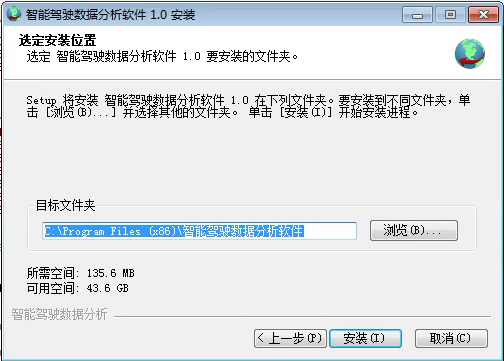 智能驾驶数据分析软件 1.0 安装
选定安装位置
选定 智能驾驶数据分析软件 1.0 要安装的文件夹。
Setup 将安装 智能驾驶数据分析软件 1.0 在下列文件夹。要安装到不同文件夹，单
击 [浏览(B)...] 并选择其他的文件夹。 单击 [安装(I)] 开始安装进程。
目标文件夹
C:\Program Files (x86)\智能驾驶数据分析软件
浏览(B)...
所需空间: 135.6 MB
可用空间: 43.6 GB
智能驾驶数据分析
< 上一步(P)
安装(I)
取消(C)